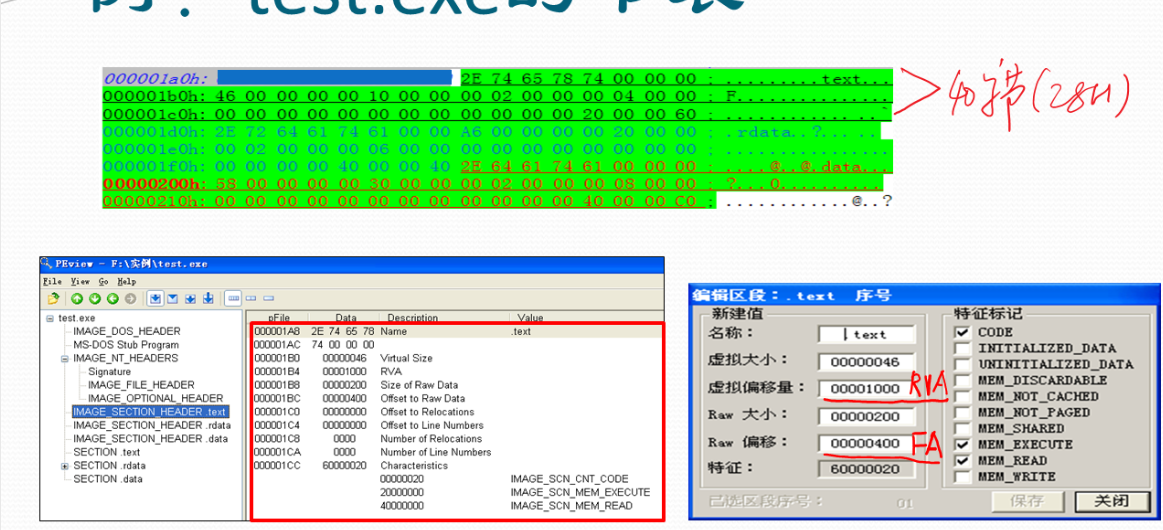 例：test.exe的节表
000001a0h: 2E 74 65 78 74 00 00 00 ; .........text...
000001b0h: 46 00 00 00 00 10 00 00 00 02 00 00 00 04 00 00 ; F...............
000001c0h: 00 00 00 00 00 00 00 00 00 00 00 00 20 00 00 60 ; ............ ..`
000001d0h: 2E 72 64 61 74 61 00 00 A6 00 00 00 00 20 00 00 ; .rdata..?.... ..
000001e0h: 00 02 00 00 00 06 00 00 00 00 00 00 00 00 00 00 ; ................
000001f0h: 00 00 00 00 40 00 00 40 2E 64 61 74 61 00 00 00 ; ....@..@.data...
00000200h: 58 00 00 00 00 30 00 00 00 02 00 00 00 08 00 00 ; ?....0..........
00000210h: 00 00 00 00 00 00 00 00 00 00 00 00 40 00 00 C0 ; ............@..?
40字节(28H)
PEview - F:\实例\test.exe
File View Go Help
test.exe
IMAGE_DOS_HEADER
MS-DOS Stub Program
IMAGE_NT_HEADERS
Signature
IMAGE_FILE_HEADER
IMAGE_OPTIONAL_HEADER
IMAGE_SECTION_HEADER .text
IMAGE_SECTION_HEADER .rdata
IMAGE_SECTION_HEADER .data
SECTION .text
SECTION .rdata
SECTION .data
pFile Data Description Value
000001A8 2E 74 65 78 Name .text
000001AC 74 00 00 00
000001B0 00000046 Virtual Size
000001B4 00001000 RVA
000001B8 00000200 Size of Raw Data
000001BC 00000400 Offset to Raw Data
000001C0 00000000 Offset to Relocations
000001C4 00000000 Offset to Line Numbers
000001C8 0000 Number of Relocations
000001CA 0000 Number of Line Numbers
000001CC 60000020 Characteristics
00000020 IMAGE_SCN_CNT_CODE
20000000 IMAGE_SCN_MEM_EXECUTE
40000000 IMAGE_SCN_MEM_READ
编辑区段：.text 序号
新建值
名称： .text
虚拟大小： 00000046
虚拟偏移量： 00001000 RVA
Raw 大小： 00000200
Raw 偏移： 00000400 FA
特征： 60000020
已选区段序号： 01
特征标记
CODE
INITIALIZED_DATA
UNINITIALIZED_DATA
MEM_DISCARDABLE
MEM_NOT_CACHED
MEM_NOT_PAGED
MEM_SHARED
MEM_EXECUTE
MEM_READ
MEM_WRITE
保存 关闭